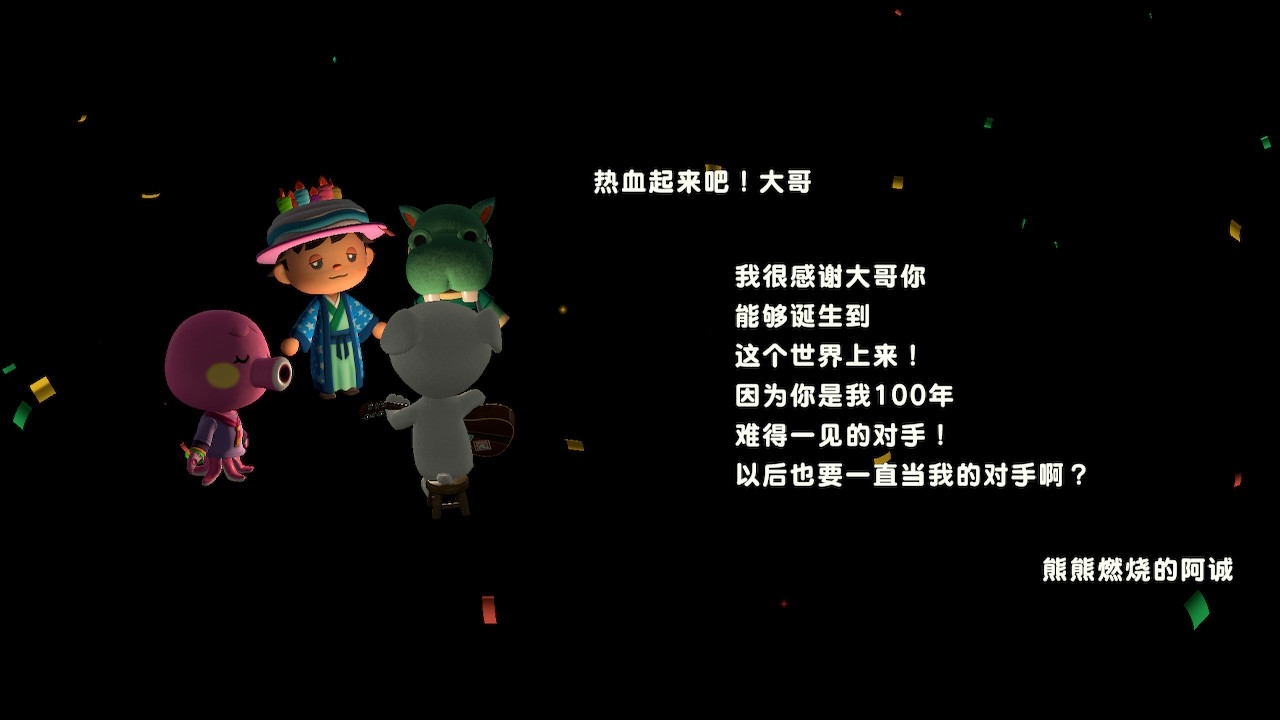 热血起来吧！大哥
我很感谢大哥你
能够诞生到
这个世界上来！
因为你是我100年
难得一见的对手！
以后也要一直当我的对手啊？
熊熊燃烧的阿诚